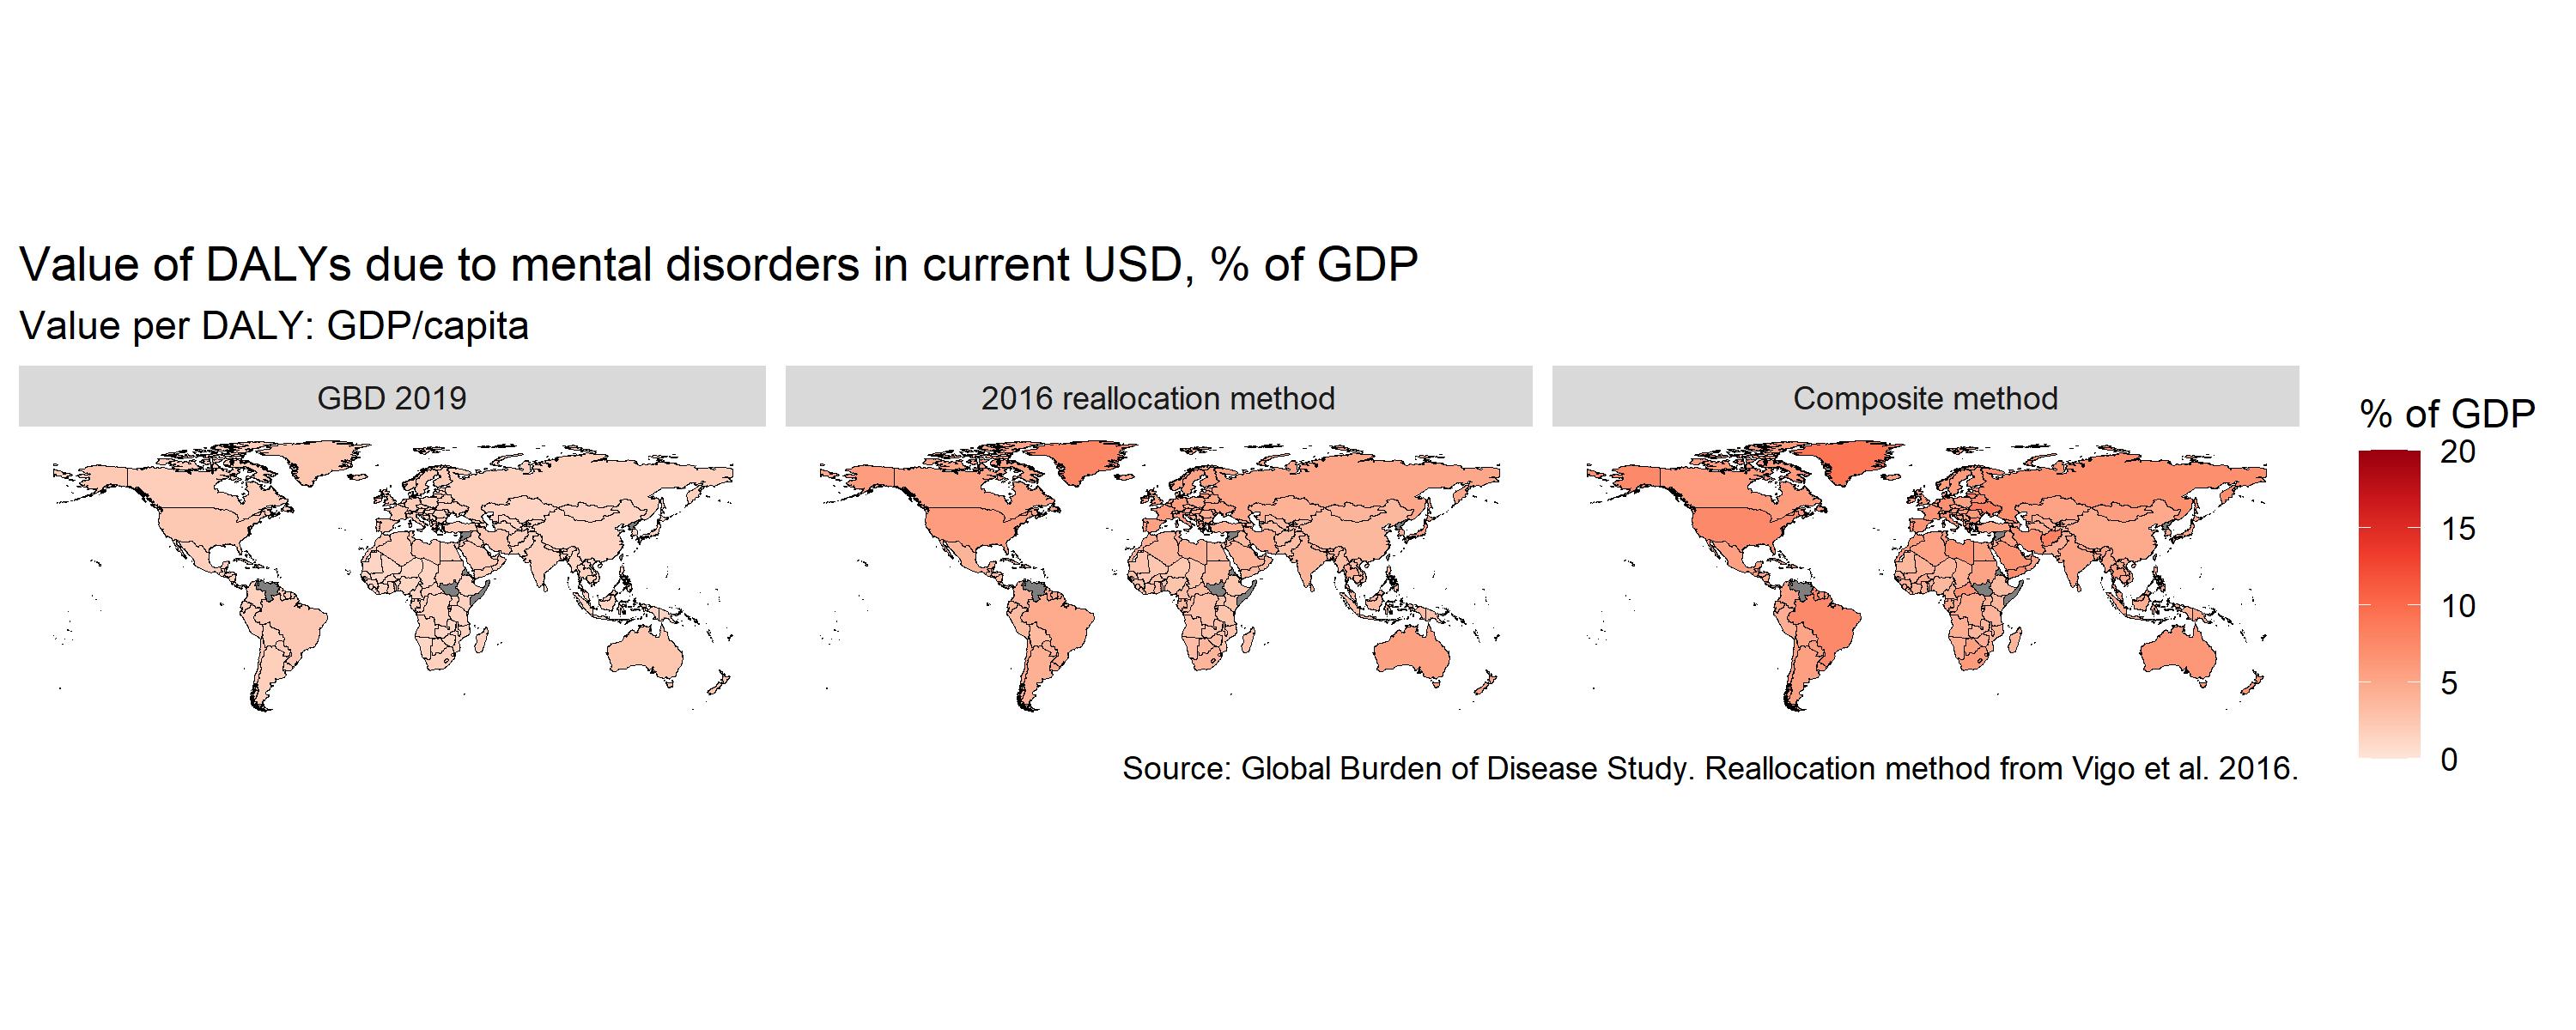 Value of DALYs due to mental disorders in current USD, % of GDP
Value per DALY: GDP/capita
GBD 2019
2016 reallocation method
Composite method
% of GDP
20
15
10
5
0
Source: Global Burden of Disease Study. Reallocation method from Vigo et al. 2016.